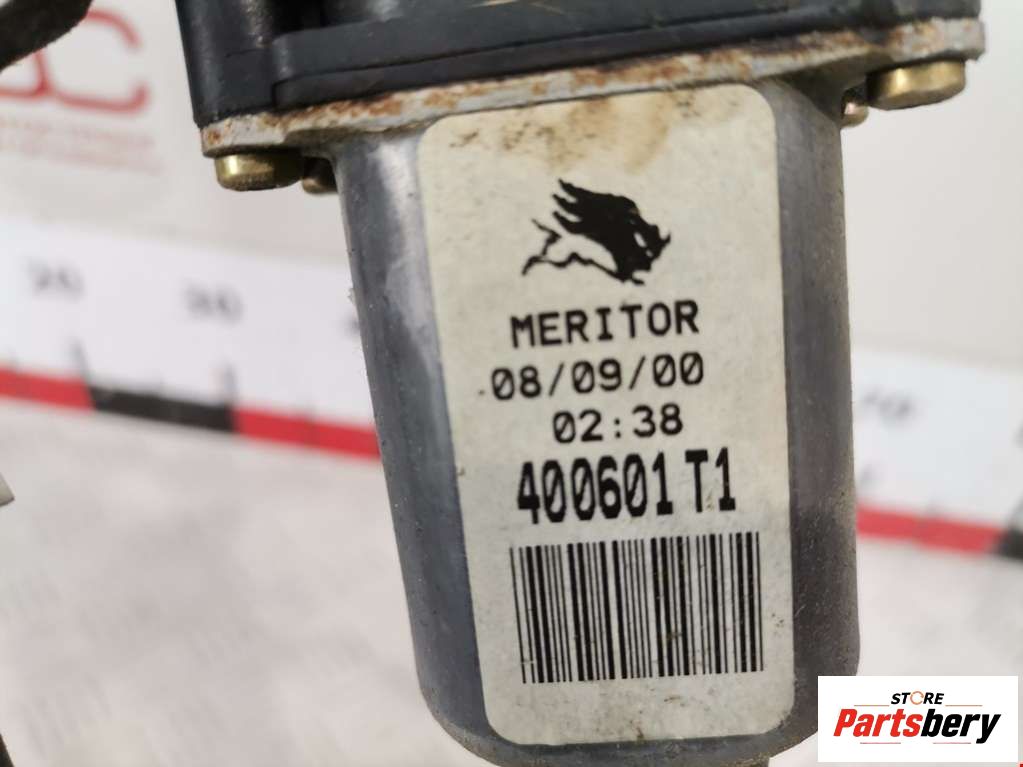 MERITOR
08/09/00
02:38
400601 T1
STORE
Partsbery